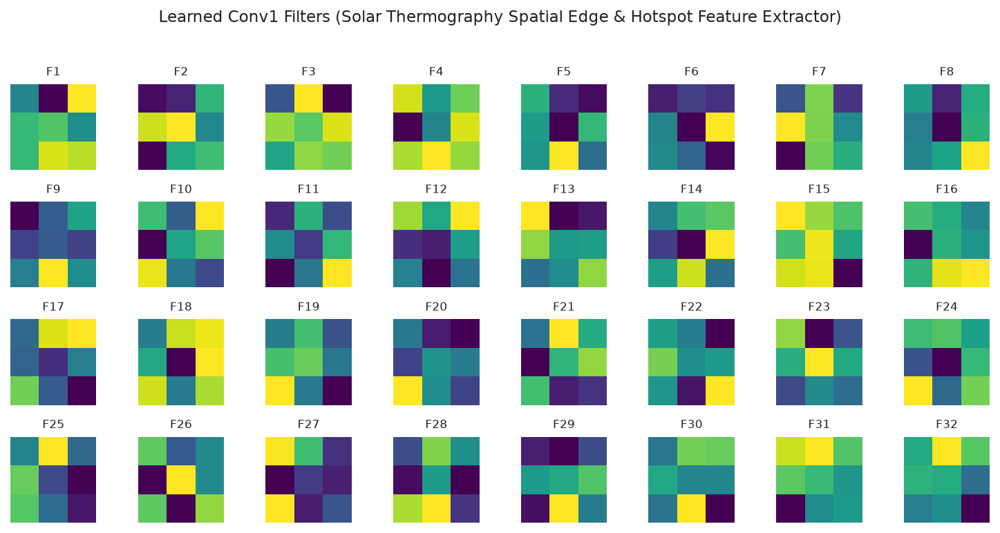 Learned Conv1 Filters (Solar Thermography Spatial Edge & Hotspot Feature Extractor)
F1 F2 F3 F4 F5 F6 F7 F8
F9 F10 F11 F12 F13 F14 F15 F16
F17 F18 F19 F20 F21 F22 F23 F24
F25 F26 F27 F28 F29 F30 F31 F32